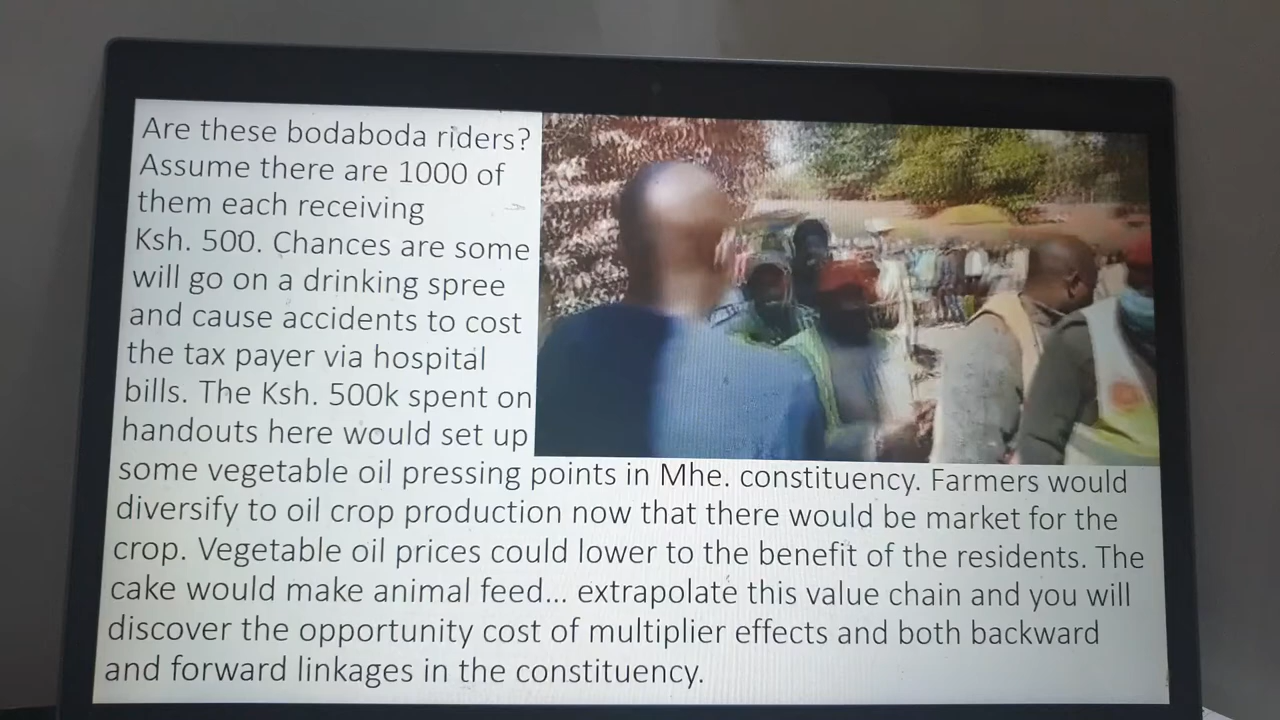 Are these bodaboda riders?
Assume there are 1000 of
them each receiving
Ksh. 500. Chances are some
will go on a drinking spree
and cause accidents to cost
the tax payer via hospital
bills. The Ksh. 500k spent on
handouts here would set up
some vegetable oil pressing points in Mhe. constituency. Farmers would
diversify to oil crop production now that there would be market for the
crop. Vegetable oil prices could lower to the benefit of the residents. The
cake would make animal feed... extrapolate this value chain and you will
discover the opportunity cost of multiplier effects and both backward
and forward linkages in the constituency.